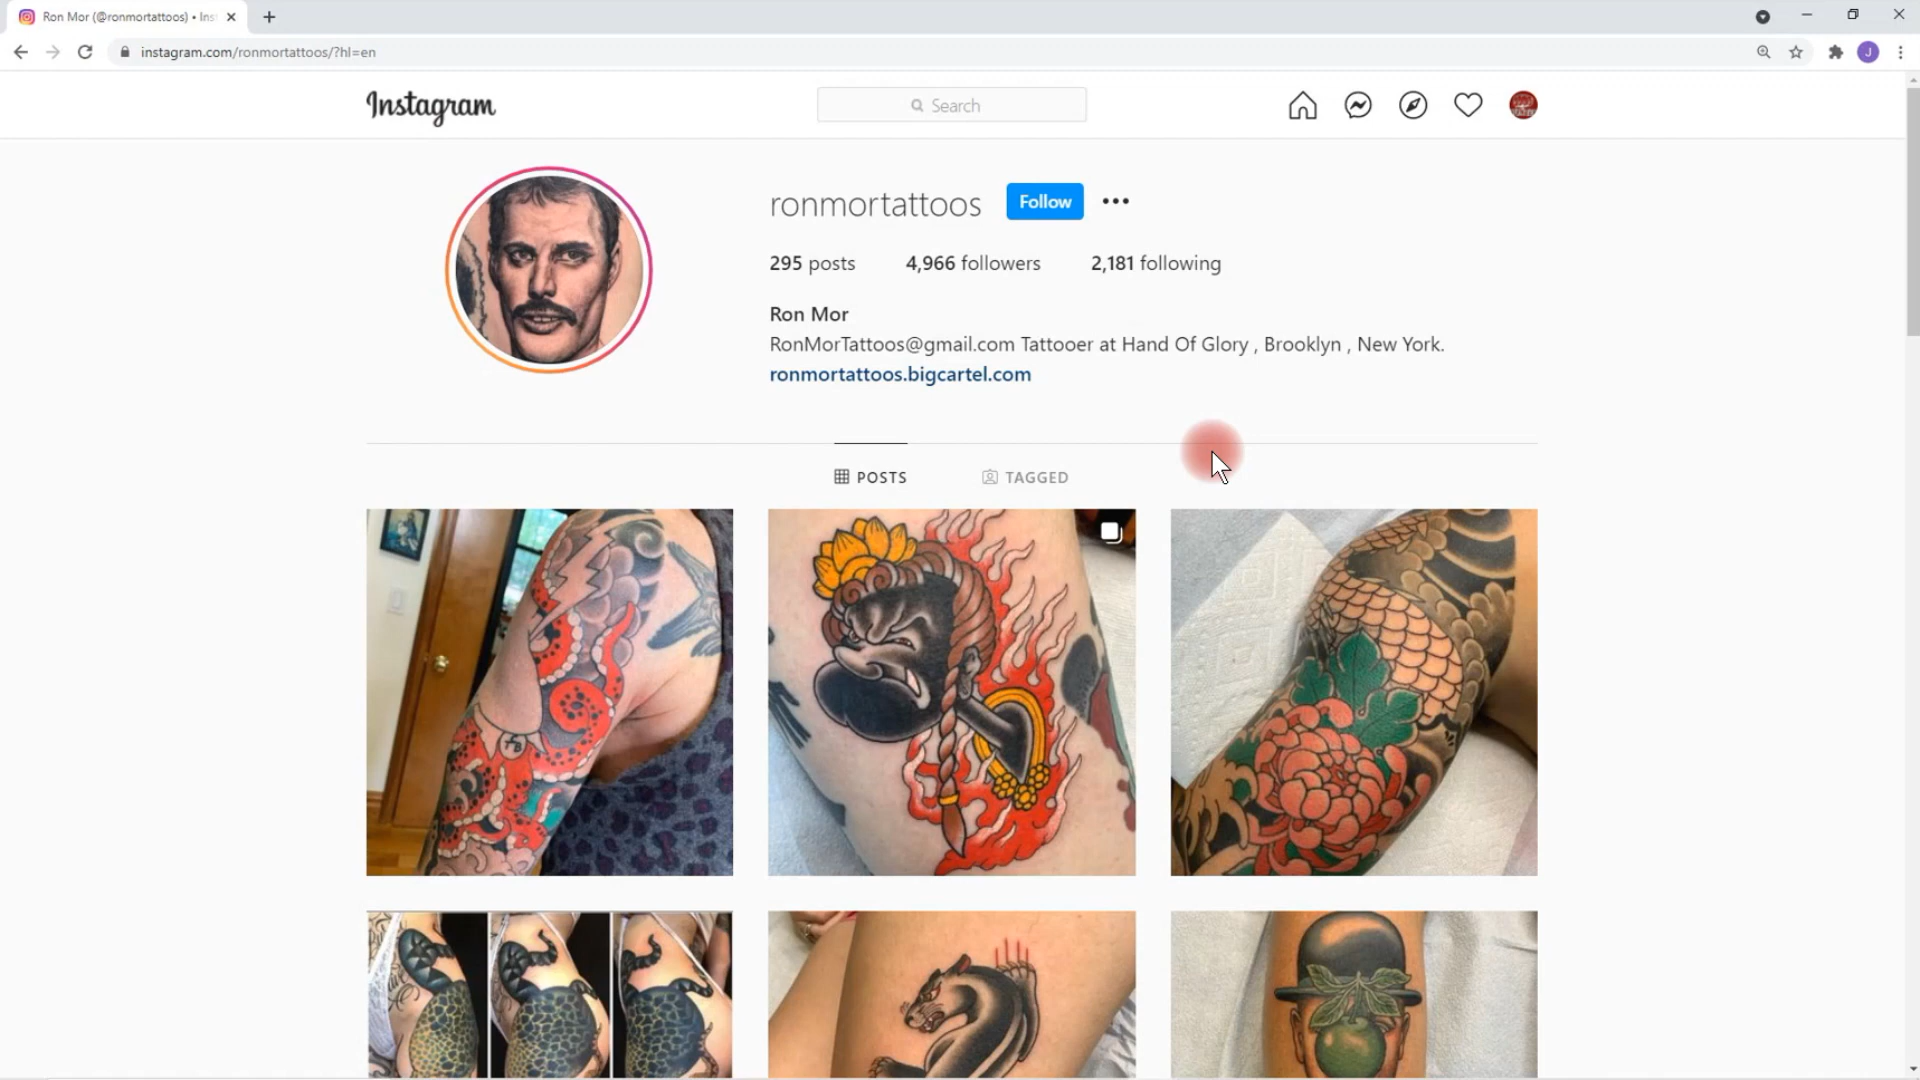 Ron Mor (@ronmortattoos) • Ins
instagram.com/ronmortattoos/?hl=en
J
Instagram
Search
ronmortattoos Follow
295 posts 4,966 followers 2,181 following
Ron Mor
RonMorTattoos@gmail.com Tattooer at Hand Of Glory , Brooklyn , New York.
ronmortattoos.bigcartel.com
POSTS TAGGED